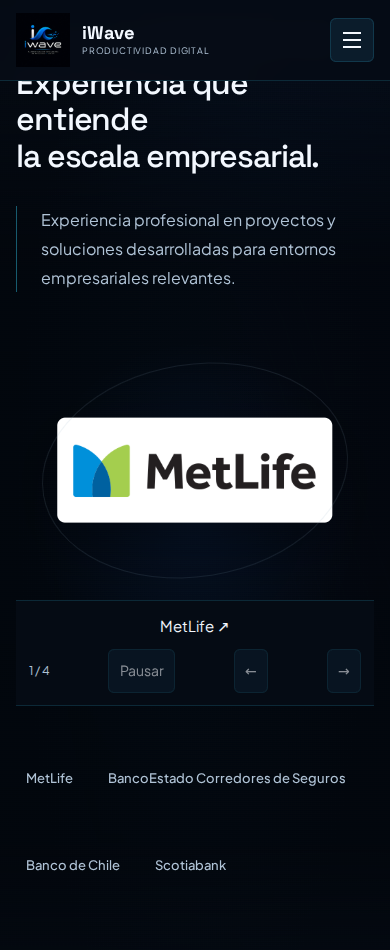 iWave
iWave
PRODUCTIVIDAD DIGITAL
Experiencia que
entiende
la escala empresarial.
Experiencia profesional en proyectos y
soluciones desarrolladas para entornos
empresariales relevantes.
MetLife
MetLife ↗
1 / 4
Pausar
←
→
MetLife
BancoEstado Corredores de Seguros
Banco de Chile
Scotiabank